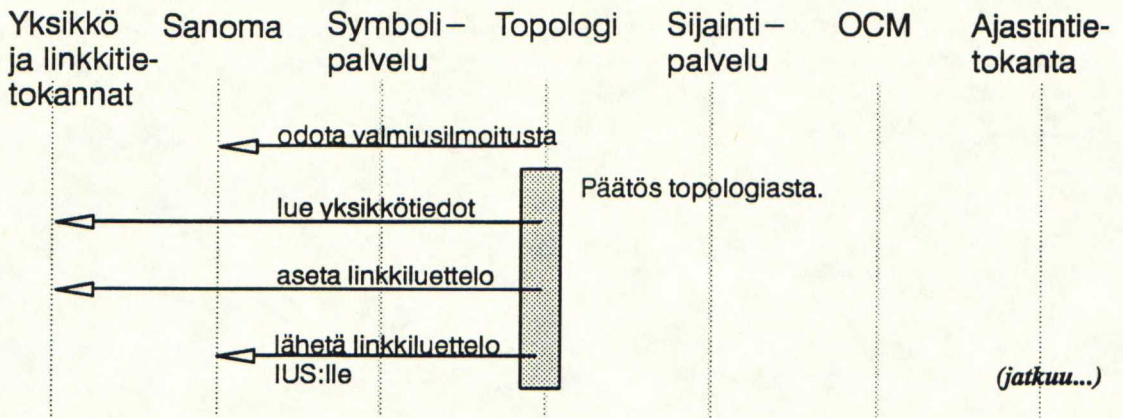 Yksikkö
ja linkkitie-
tokannat
Sanoma
Symboli–
palvelu
Topologi
Sijainti–
palvelu
OCM
Ajastintie-
tokanta
odota valmiusilmoitusta
Päätös topologiasta.
lue yksikkötiedot
aseta linkkiluettelo
lähetä linkkiluettelo
IUS:lle
(jatkuu...)